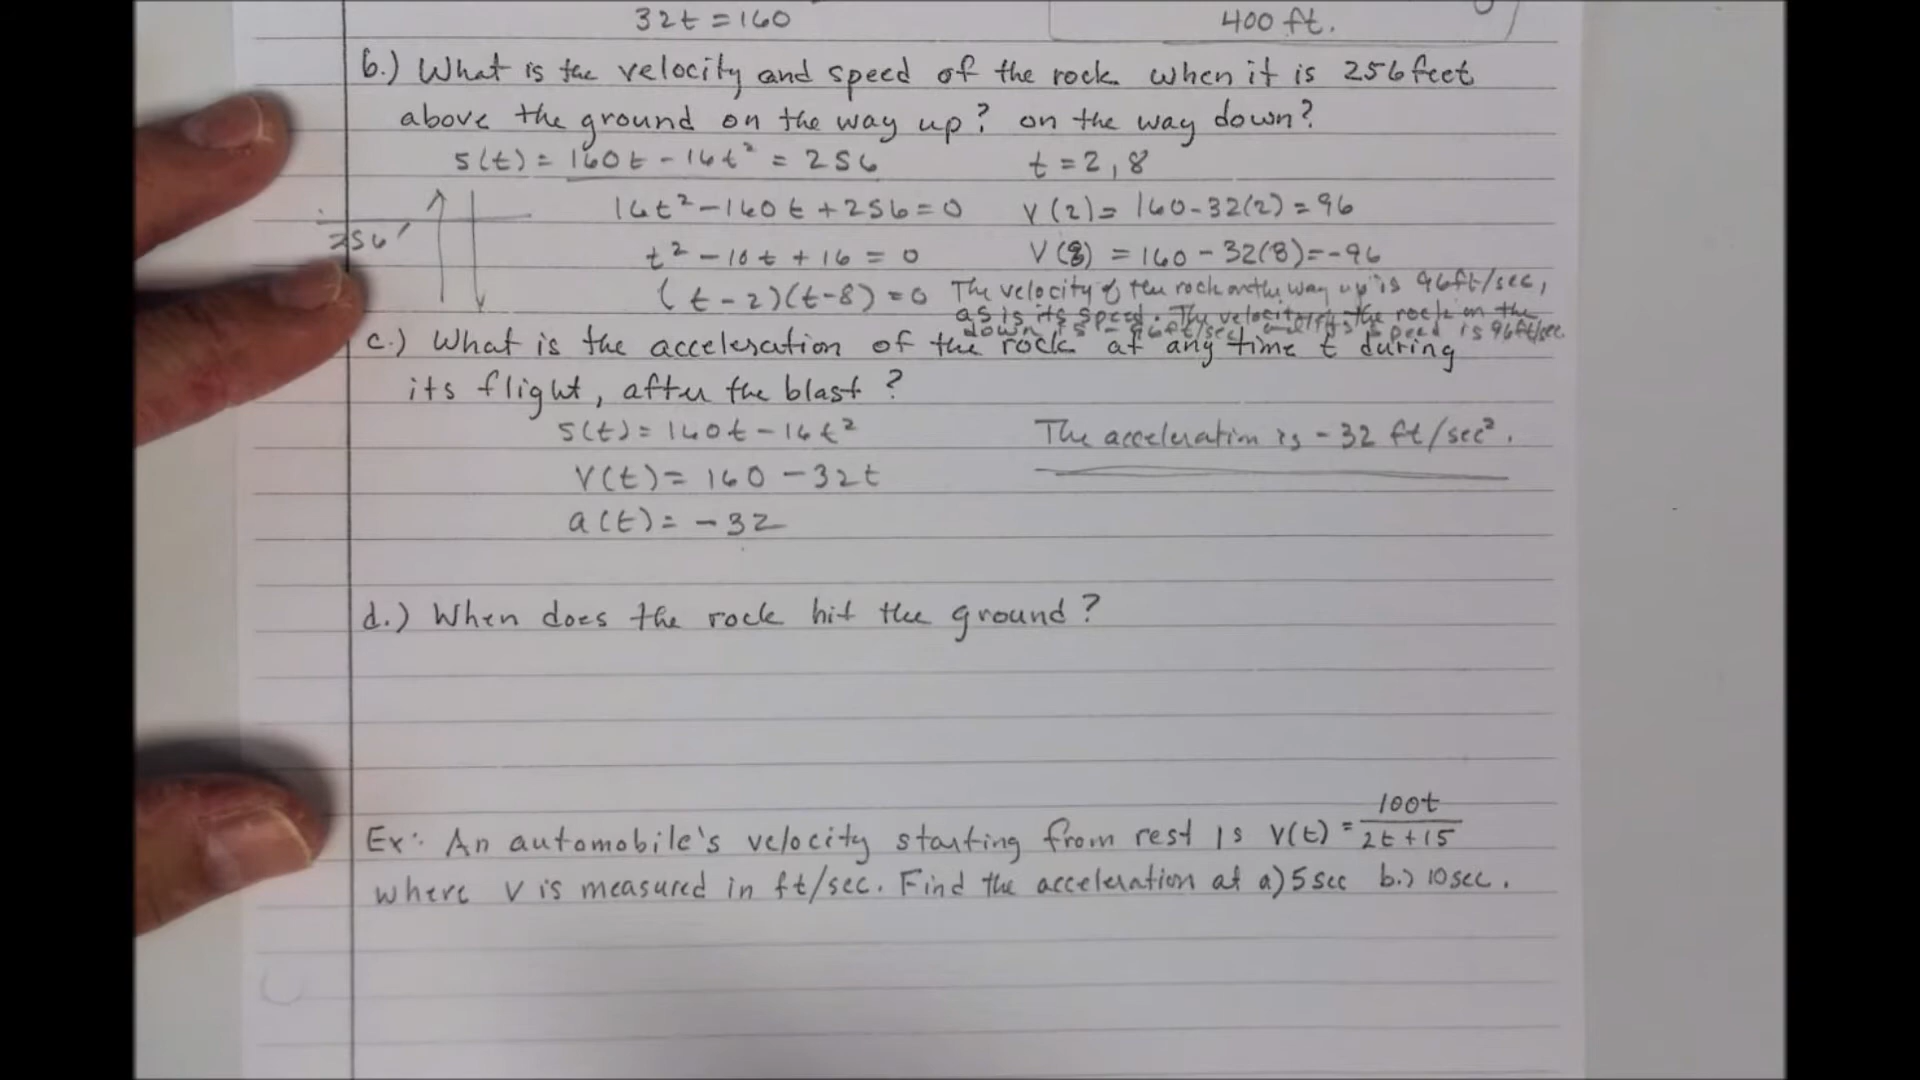 32t = 160
400 ft.
b.) What is the velocity and speed of the rock when it is 256 feet
above the ground on the way up? on the way down?
s(t) = 160t - 16t² = 256
t = 2, 8
16t² - 160t + 256 = 0
v(2) = 160 - 32(2) = 96
256'
t² - 10t + 16 = 0
v(8) = 160 - 32(8) = -96
(t - 2)(t - 8) = 0
The velocity of the rock on the way up is 96 ft/sec,
as is its speed. The velocity of the rock on the
down is -96 ft/sec and its speed is 96 ft/sec.
c.) What is the acceleration of the rock at any time t during
its flight, after the blast?
s(t) = 160t - 16t²
The acceleration is -32 ft/sec².
v(t) = 160 - 32t
a(t) = -32
d.) When does the rock hit the ground?
Ex: An automobile's velocity starting from rest is v(t) = 100t / 2t + 15
where v is measured in ft/sec. Find the acceleration at a) 5 sec b.) 10 sec.